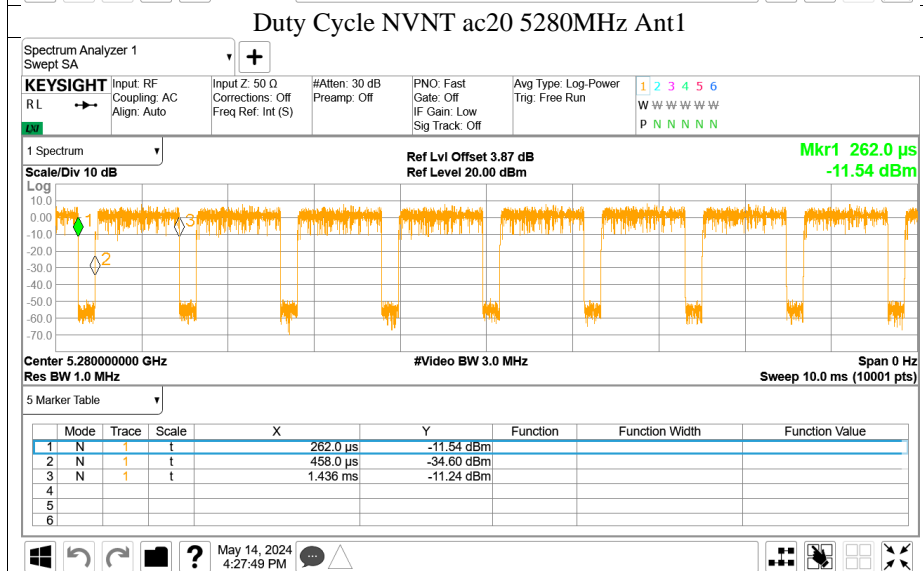 Duty Cycle NVNT ac20 5280MHz Ant1
Spectrum Analyzer 1
Swept SA
▼
+
KEYSIGHT Input: RF Input Z: 50 Ω #Atten: 30 dB PNO: Fast Avg Type: Log-Power 1 2 3 4 5 6
R L Coupling: AC Corrections: Off Preamp: Off Gate: Off Trig: Free Run W W W W W W
Align: Auto Freq Ref: Int (S) IF Gain: Low
LXI Sig Track: Off P N N N N N
1 Spectrum ▼ Ref Lvl Offset 3.87 dB Mkr1 262.0 µs
Scale/Div 10 dB Ref Level 20.00 dBm -11.54 dBm
Log
10.0
0.00
1
3
-10.0
-20.0
2
-30.0
-40.0
-50.0
-60.0
-70.0
Center 5.280000000 GHz #Video BW 3.0 MHz Span 0 Hz
Res BW 1.0 MHz Sweep 10.0 ms (10001 pts)
5 Marker Table ▼
Mode Trace Scale X Y Function Function Width Function Value
1 N 1 t 262.0 µs -11.54 dBm
2 N 1 t 458.0 µs -34.60 dBm
3 N 1 t 1.436 ms -11.24 dBm
4
5
6
? May 14, 2024
4:27:49 PM